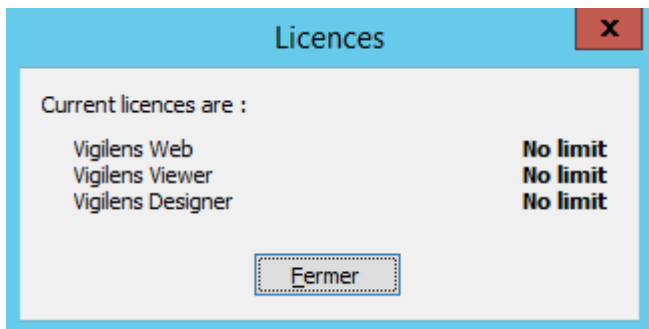 Licences
x
Current licences are :
Vigilens Web No limit
Vigilens Viewer No limit
Vigilens Designer No limit
Fermer